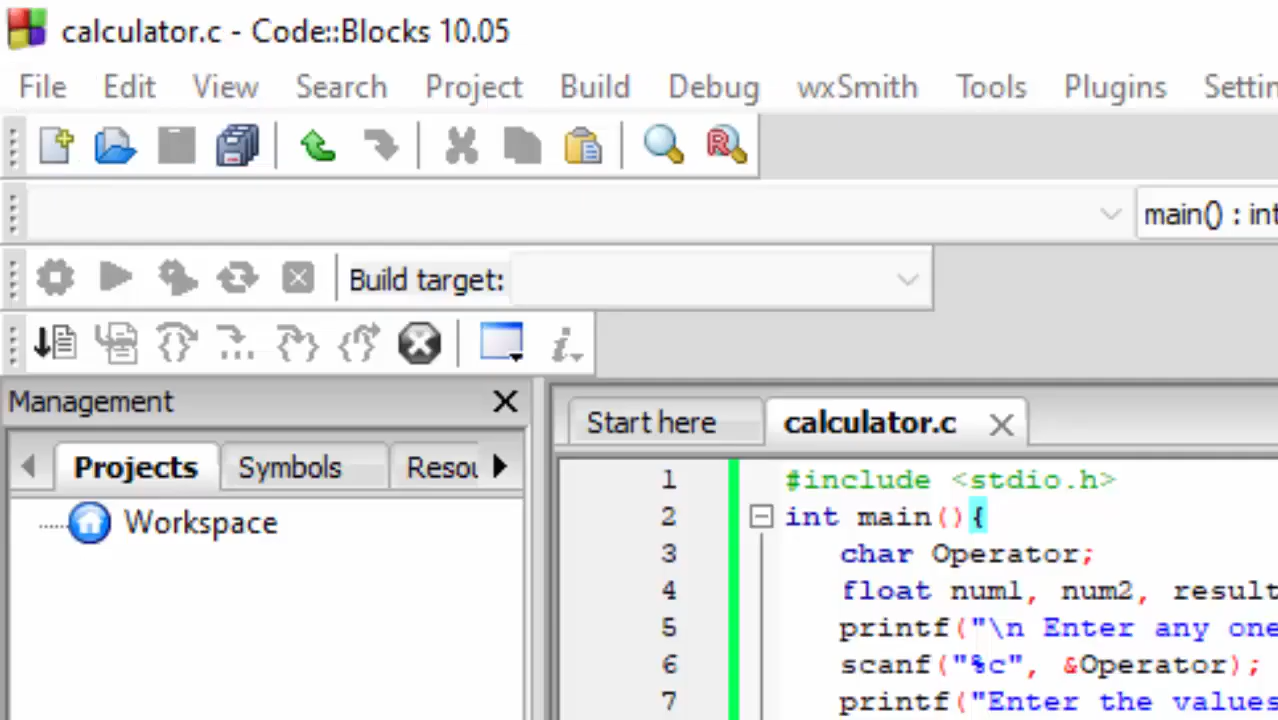 calculator.c - Code::Blocks 10.05
File Edit View Search Project Build Debug wxSmith Tools Plugins
main() : int
Build target:
Management
Start here calculator.c
Projects Symbols
Workspace
1 #include <stdio.h>
2 int main(){
3 char Operator;
4 float num1, num2, result
5 printf("\n Enter any one
6 scanf("%c", &Operator);
7 printf("Enter the values